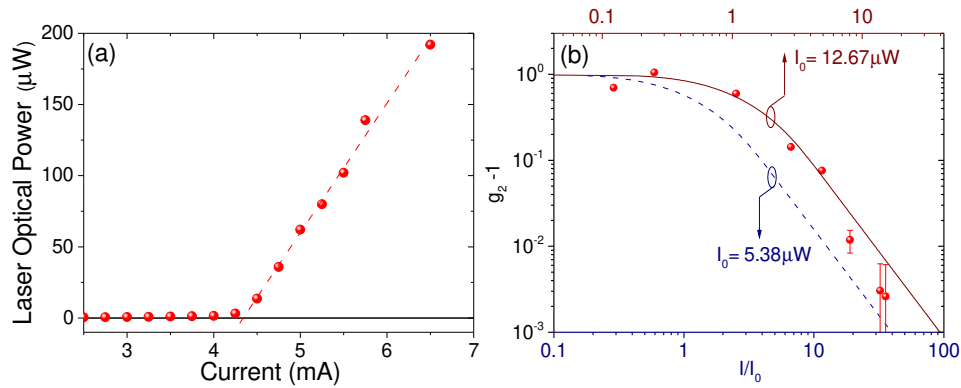 (a)
200
150
100
50
0
Laser Optical Power (μW)
3 4 5 6 7
Current (mA)
0.1 1 10
(b)
I₀= 12.67μW
I₀= 5.38μW
10⁰
10⁻¹
10⁻²
10⁻³
g₂ -1
0.1 1 10 100
I/I₀